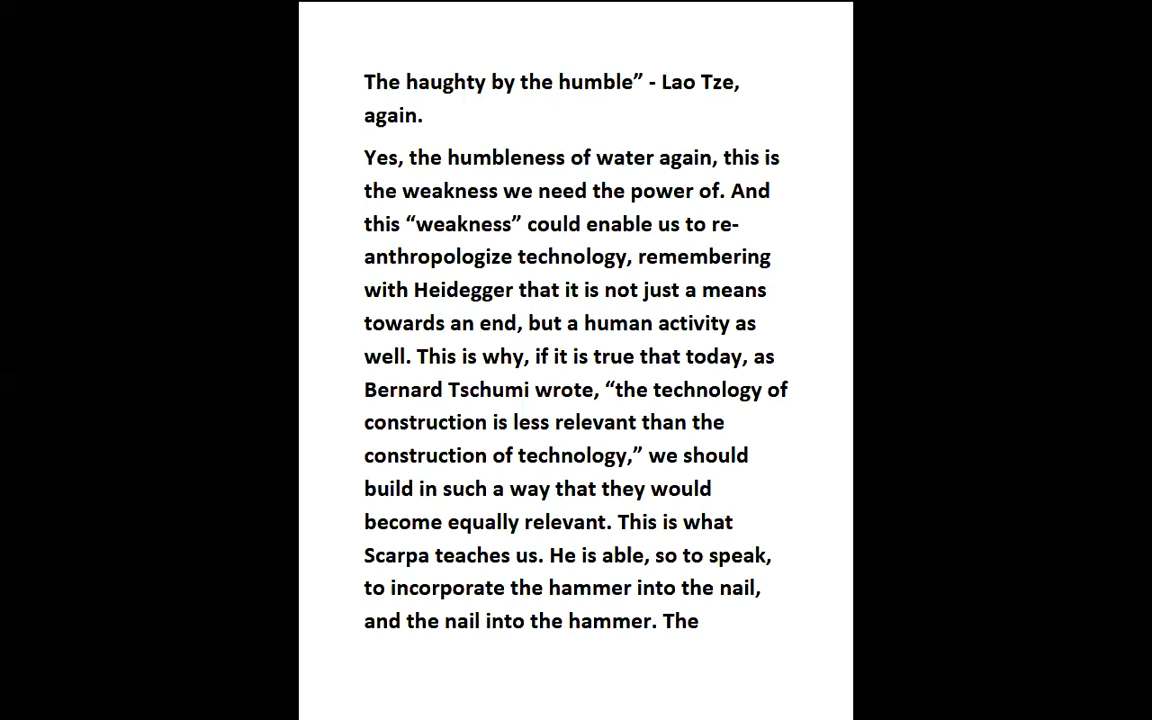 The haughty by the humble” - Lao Tze,
again.
Yes, the humbleness of water again, this is
the weakness we need the power of. And
this “weakness” could enable us to re-
anthropologize technology, remembering
with Heidegger that it is not just a means
towards an end, but a human activity as
well. This is why, if it is true that today, as
Bernard Tschumi wrote, “the technology of
construction is less relevant than the
construction of technology,” we should
build in such a way that they would
become equally relevant. This is what
Scarpa teaches us. He is able, so to speak,
to incorporate the hammer into the nail,
and the nail into the hammer. The